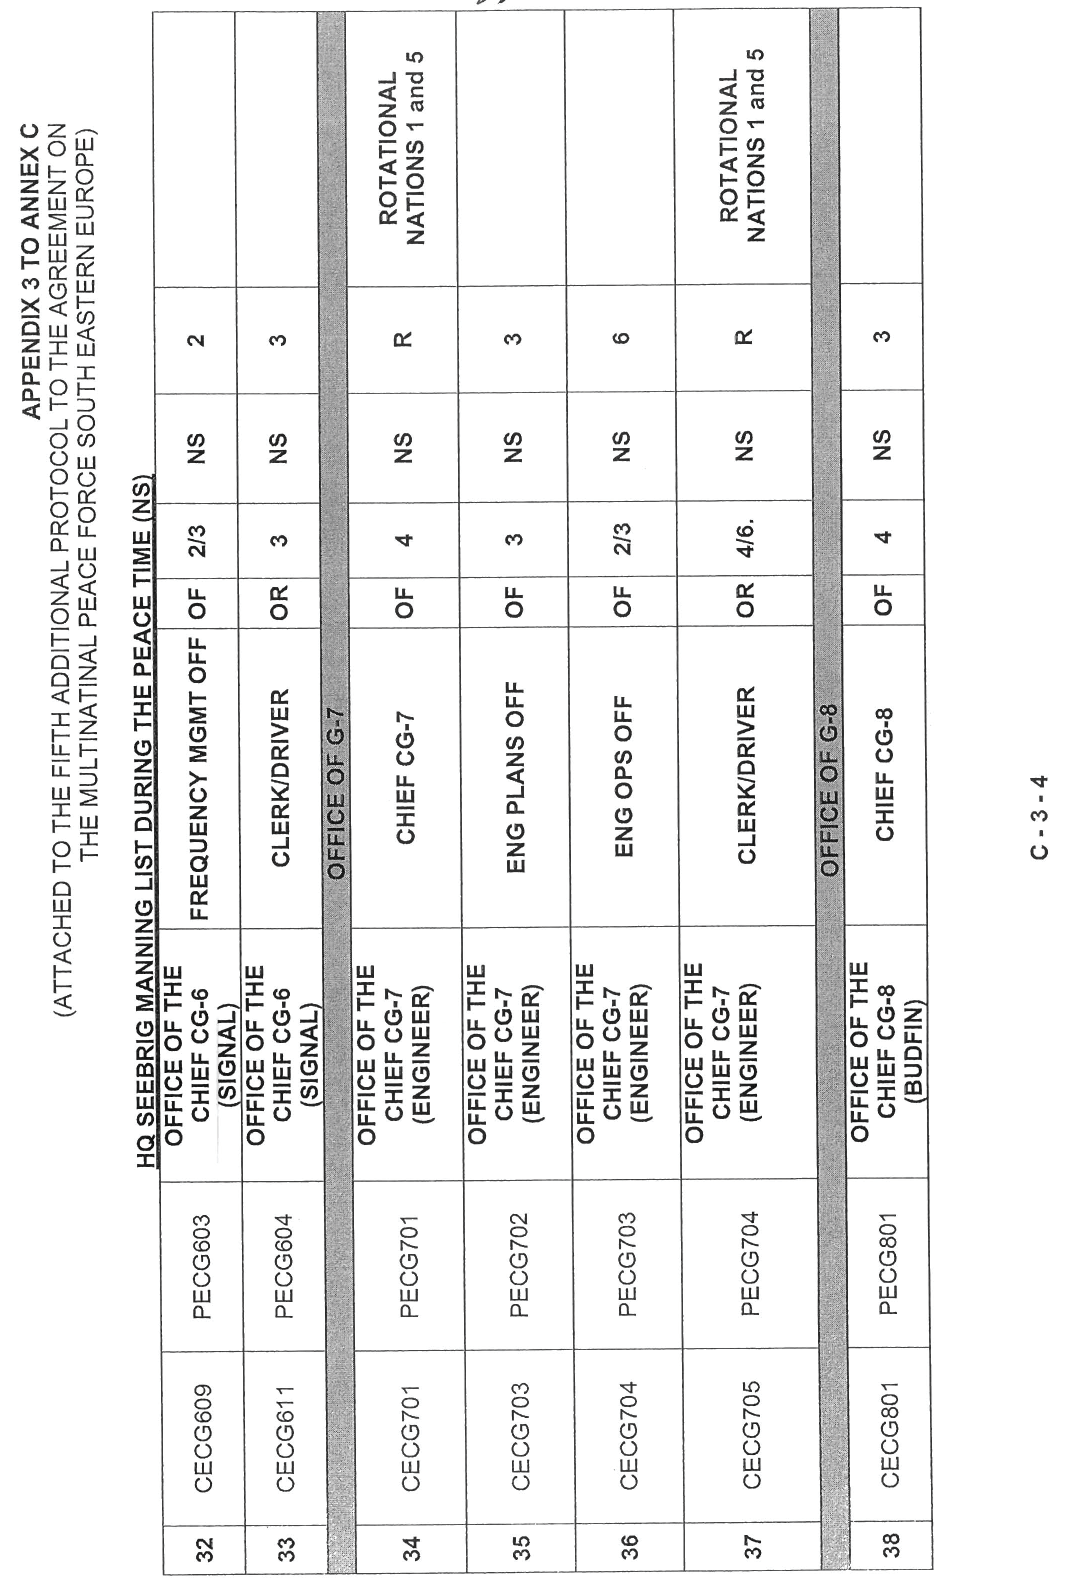 APPENDIX 3 TO ANNEX C
(ATTACHED TO THE FIFTH ADDITIONAL PROTOCOL TO THE AGREEMENT ON
THE MULTINATINAL PEACE FORCE SOUTH EASTERN EUROPE)
HQ SEEBRIG MANNING LIST DURING THE PEACE TIME (NS)
32 CECG609 PECG603 OFFICE OF THE CHIEF CG-6 (SIGNAL) FREQUENCY MGMT OFF OF 2/3 NS 2
33 CECG611 PECG604 OFFICE OF THE CHIEF CG-6 (SIGNAL) CLERK/DRIVER OR 3 NS 3
OFFICE OF G-7
34 CECG701 PECG701 OFFICE OF THE CHIEF CG-7 (ENGINEER) CHIEF CG-7 OF 4 NS R ROTATIONAL NATIONS 1 and 5
35 CECG703 PECG702 OFFICE OF THE CHIEF CG-7 (ENGINEER) ENG PLANS OFF OF 3 NS 3
36 CECG704 PECG703 OFFICE OF THE CHIEF CG-7 (ENGINEER) ENG OPS OFF OF 2/3 NS 6
37 CECG705 PECG704 OFFICE OF THE CHIEF CG-7 (ENGINEER) CLERK/DRIVER OR 4/6. NS R ROTATIONAL NATIONS 1 and 5
OFFICE OF G-8
38 CECG801 PECG801 OFFICE OF THE CHIEF CG-8 (BUDFIN) CHIEF CG-8 OF 4 NS 3
C - 3 - 4